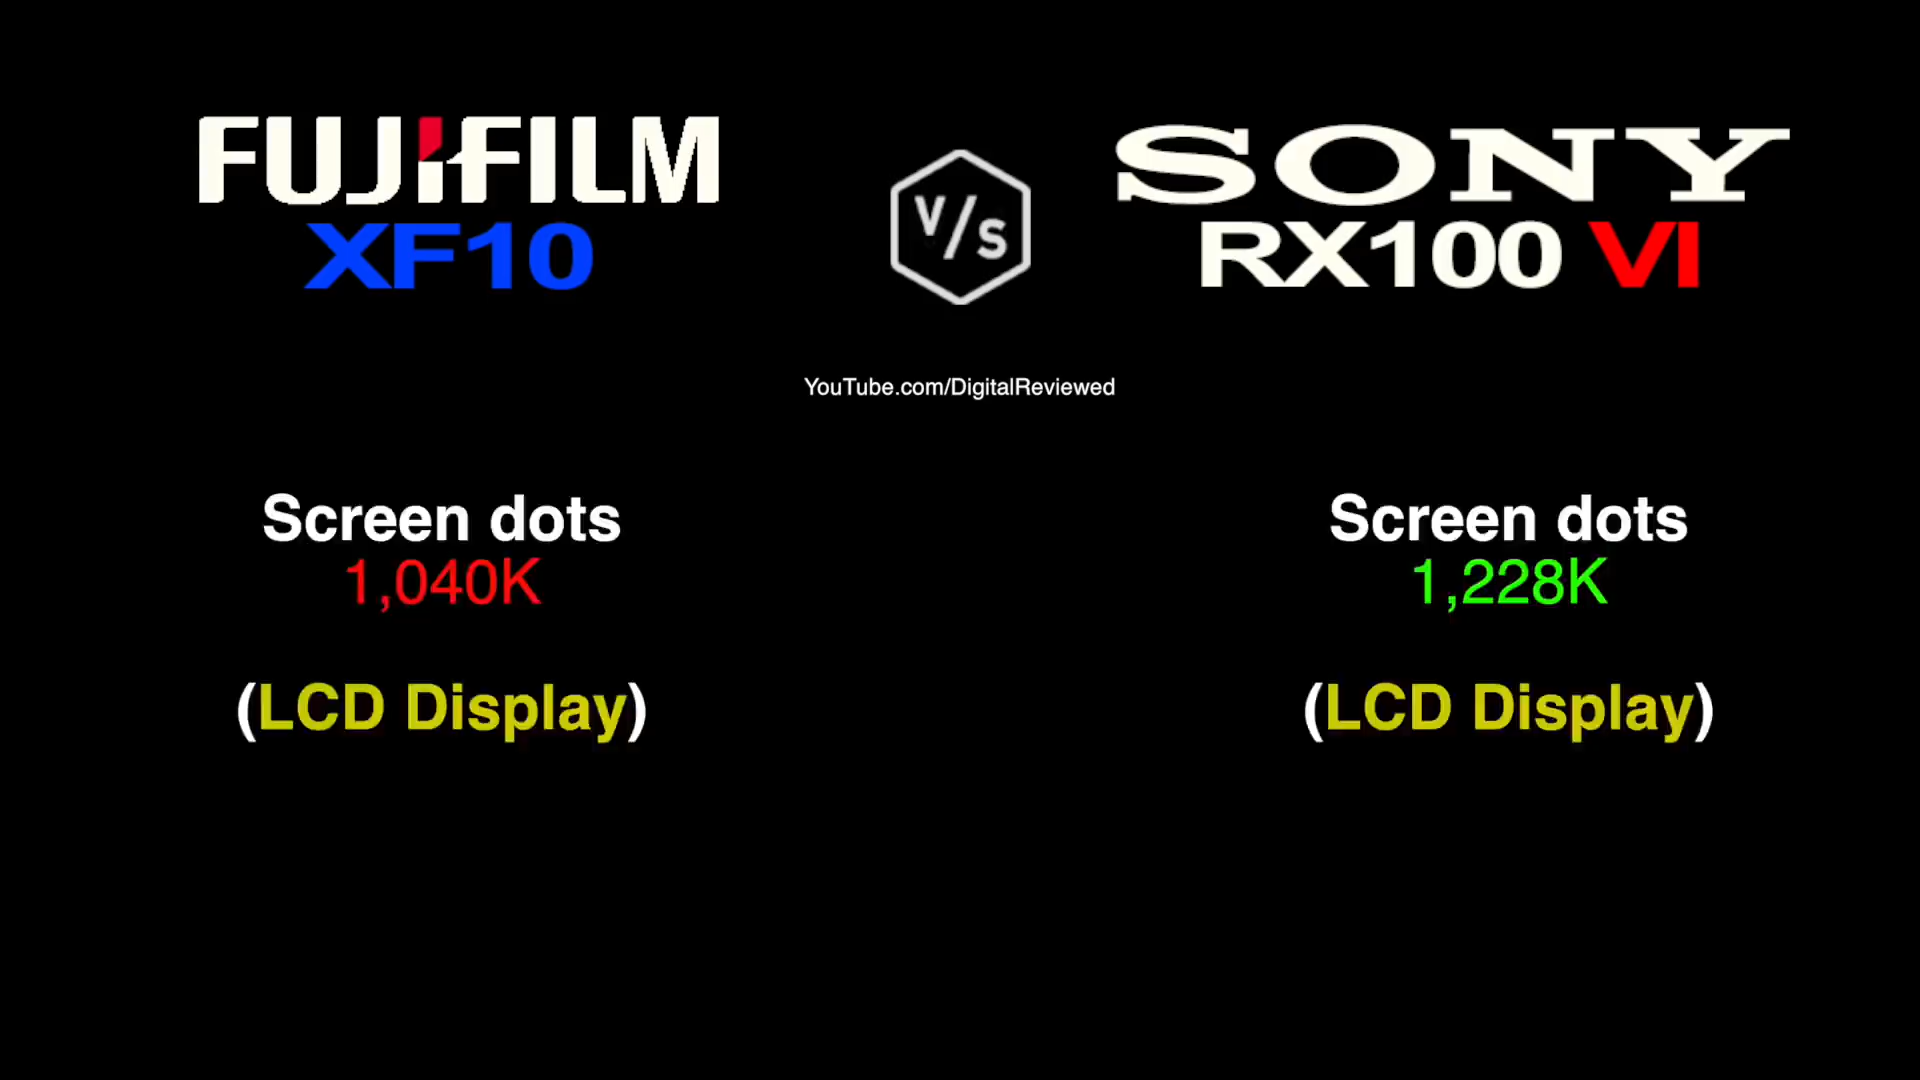 FUJIFILM
XF10
V/S
SONY
RX100 VI
YouTube.com/DigitalReviewed
Screen dots
1,040K
(LCD Display)
Screen dots
1,228K
(LCD Display)